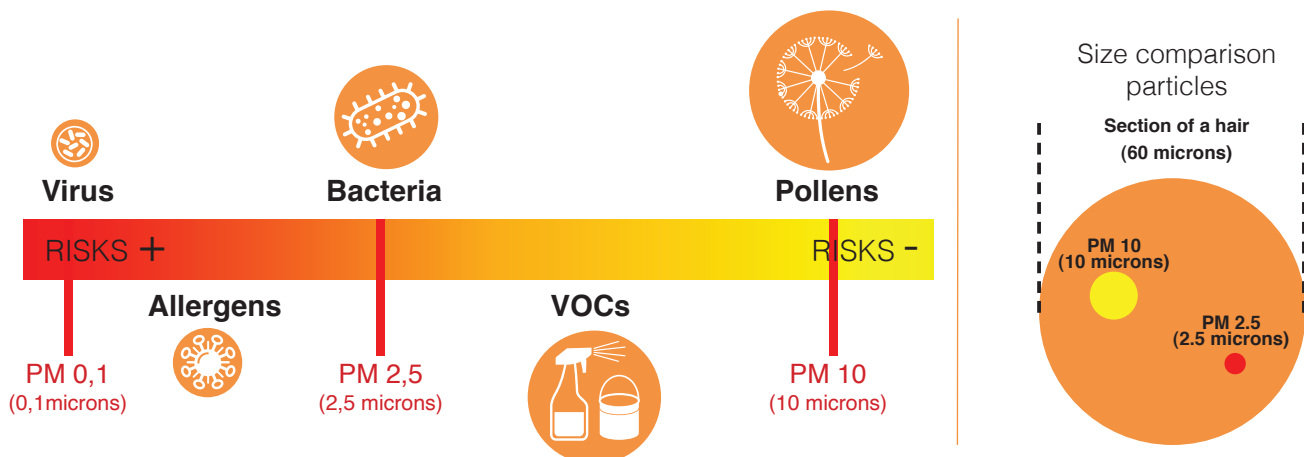 Virus
Bacteria
Pollens
RISKS +
RISKS -
Allergens
VOCs
PM 0,1
(0,1microns)
PM 2,5
(2,5 microns)
PM 10
(10 microns)
Size comparison
particles
Section of a hair
(60 microns)
PM 10
(10 microns)
PM 2.5
(2.5 microns)